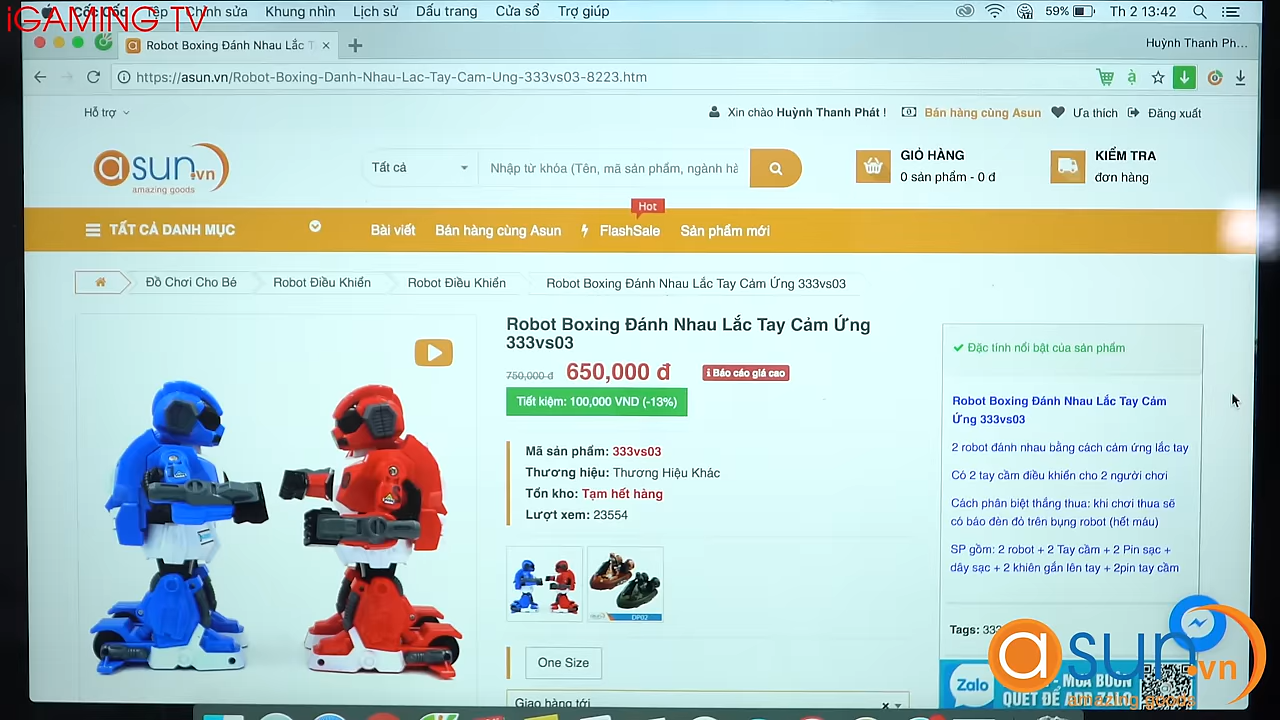 iGAMING TV
Cốc Cốc Tệp Chỉnh sửa Khung nhìn Lịch sử Dấu trang Cửa sổ Trợ giúp 59% Th 2 13:42
Robot Boxing Đánh Nhau Lắc T
Huỳnh Thanh Ph...
https://asun.vn/Robot-Boxing-Danh-Nhau-Lac-Tay-Cam-Ung-333vs03-8223.htm
Hỗ trợ
Xin chào Huỳnh Thanh Phát ! Bán hàng cùng Asun Ưa thích Đăng xuất
asun.vn
amazing goods
Tất cả
Nhập từ khóa (Tên, mã sản phẩm, ngành hà
GIỎ HÀNG
0 sản phẩm - 0 đ
KIỂM TRA
đơn hàng
Hot
TẤT CẢ DANH MỤC
Bài viết Bán hàng cùng Asun FlashSale Sản phẩm mới
Đồ Chơi Cho Bé Robot Điều Khiển Robot Điều Khiển Robot Boxing Đánh Nhau Lắc Tay Cảm Ứng 333vs03
Robot Boxing Đánh Nhau Lắc Tay Cảm Ứng
333vs03
750,000 đ 650,000 đ
Báo cáo giá cao
Tiết kiệm: 100,000 VND (-13%)
Mã sản phẩm: 333vs03
Thương hiệu: Thương Hiệu Khác
Tồn kho: Tạm hết hàng
Lượt xem: 23554
DP02
One Size
Giao hàng tới
Đặc tính nổi bật của sản phẩm
Robot Boxing Đánh Nhau Lắc Tay Cảm
Ứng 333vs03
2 robot đánh nhau bằng cách cảm ứng lắc tay
Có 2 tay cầm điều khiển cho 2 người chơi
Cách phân biệt thắng thua: khi chơi thua sẽ
có báo đèn đỏ trên bụng robot (hết máu)
SP gồm: 2 robot + 2 Tay cầm + 2 Pin sạc +
dây sạc + 2 khiên gắn lên tay + 2pin tay cầm
Tags: 333
Zalo
MUA BUÔN
QUÉT ĐỂ ADD ZALO
asun.vn
amazing goods